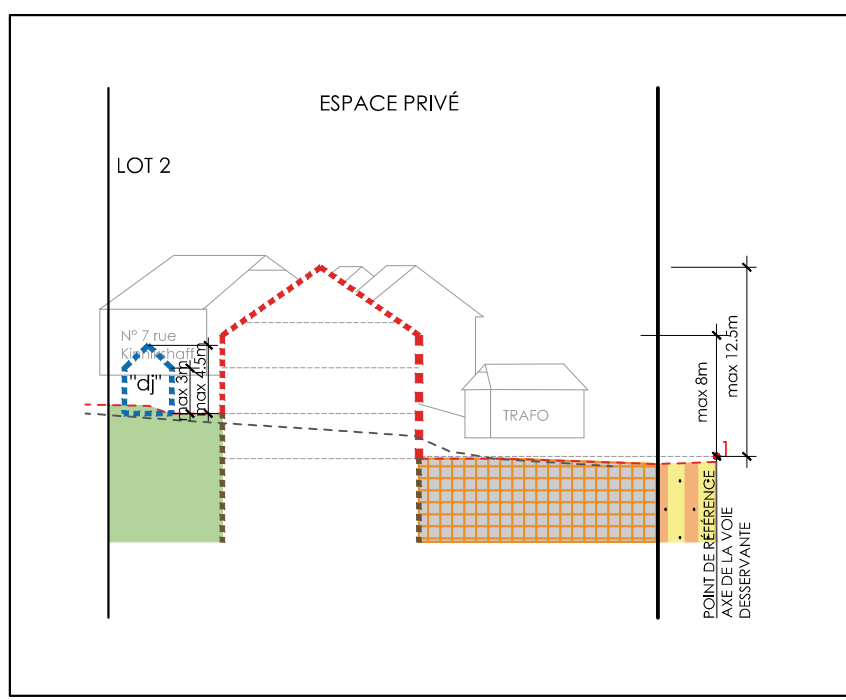 ESPACE PRIVÉ
LOT 2
N° 7 rue
Kinnikshaff
"dj"
max 3m
max 4.5m
TRAFO
max 8m
max 12.5m
1
POINT DE RÉFÉRENCE
AXE DE LA VOIE
DESSERVANTE